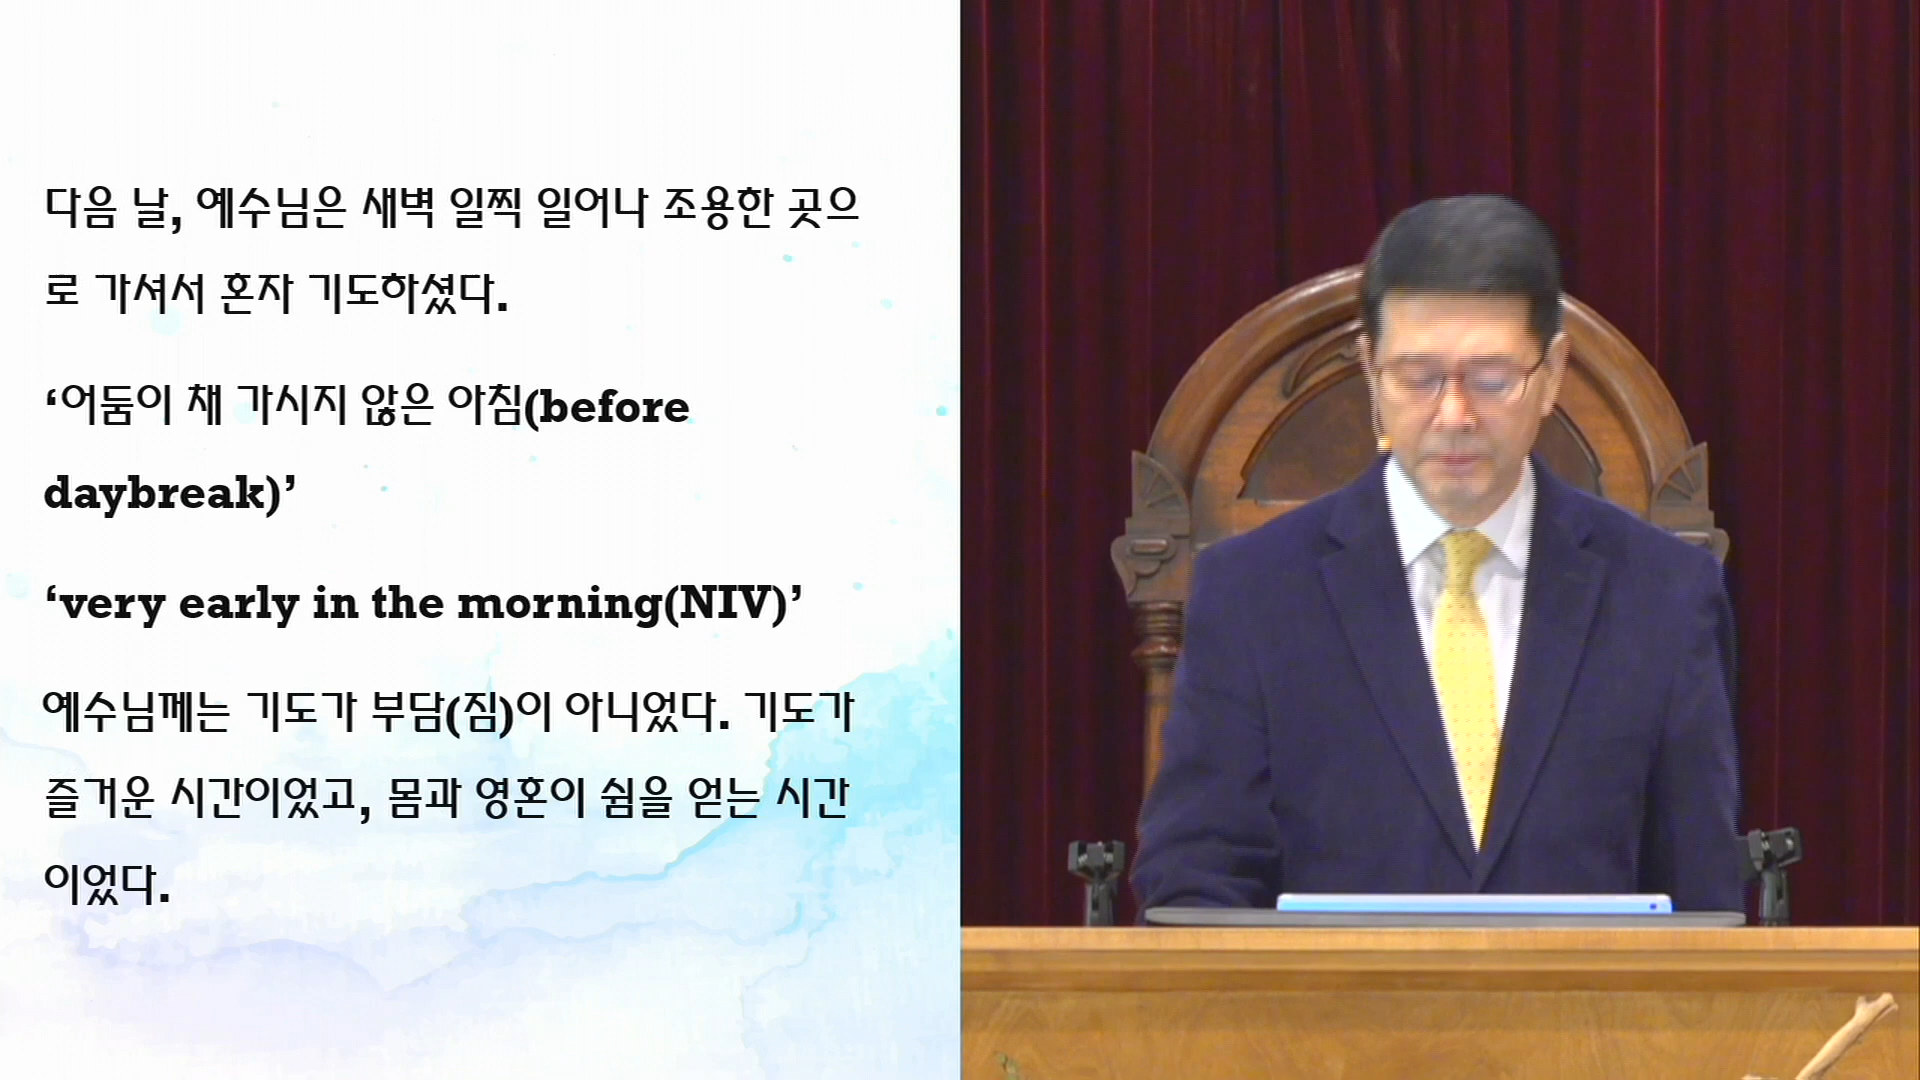 다음 날, 예수님은 새벽 일찍 일어나 조용한 곳으
로 가셔서 혼자 기도하셨다.
‘어둠이 채 가시지 않은 아침(before
daybreak)’
‘very early in the morning(NIV)’
예수님께는 기도가 부담(짐)이 아니었다. 기도가
즐거운 시간이었고, 몸과 영혼이 쉼을 얻는 시간
이었다.